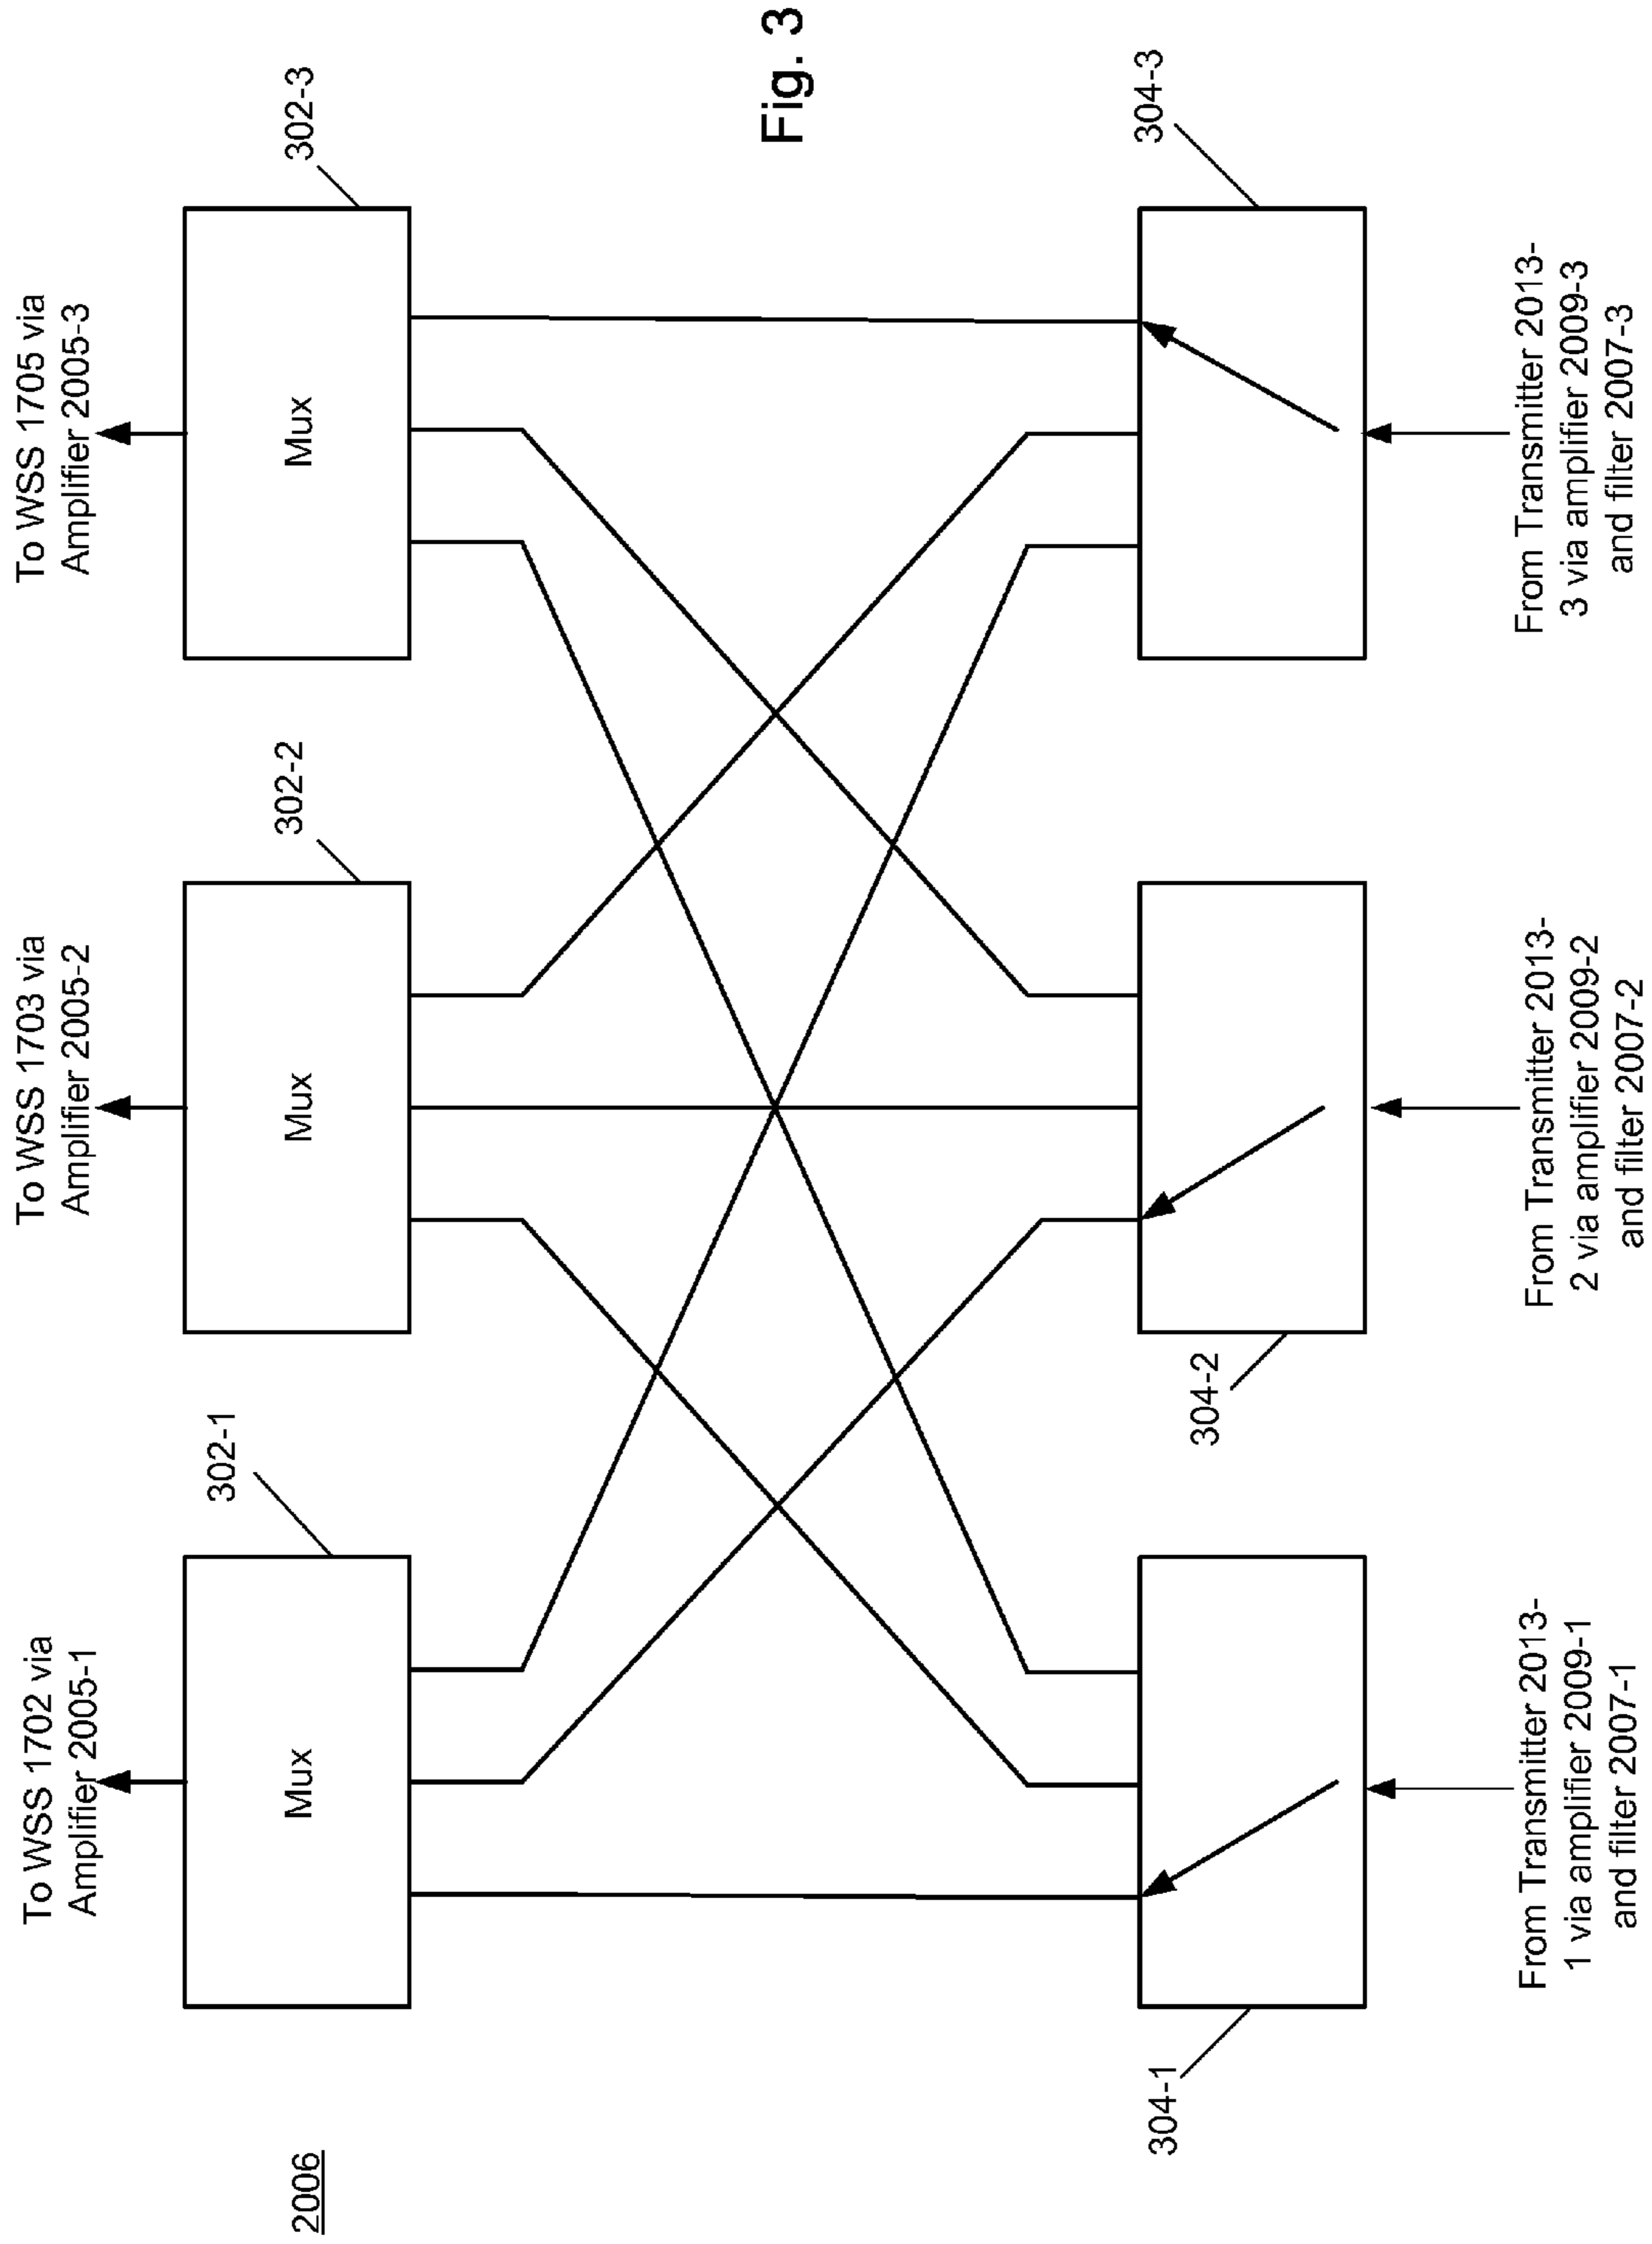 2006
To WSS 1702 via
Amplifier 2005-1
To WSS 1703 via
Amplifier 2005-2
To WSS 1705 via
Amplifier 2005-3
302-1
302-2
302-3
Mux
Mux
Mux
304-1
304-2
304-3
From Transmitter 2013-
1 via amplifier 2009-1
and filter 2007-1
From Transmitter 2013-
2 via amplifier 2009-2
and filter 2007-2
From Transmitter 2013-
3 via amplifier 2009-3
and filter 2007-3
Fig. 3